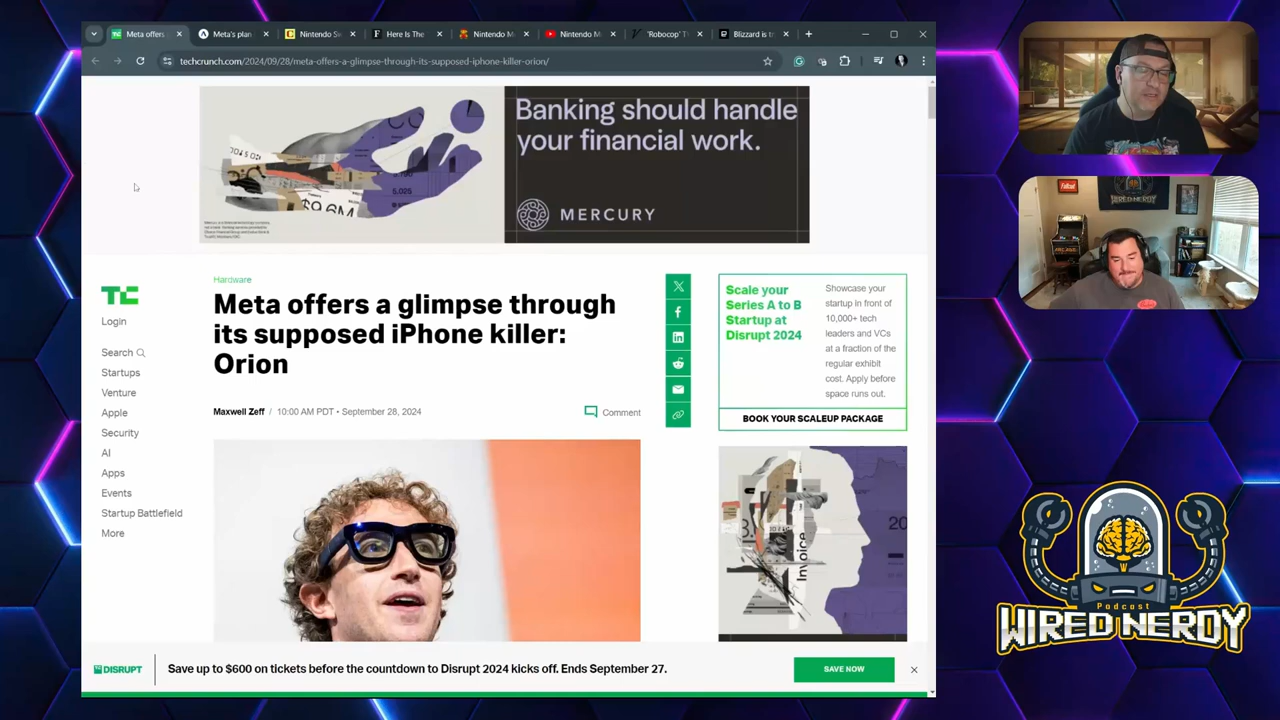 Meta offers
Meta's plan
Nintendo Sw
Here Is The
Nintendo M
Nintendo M
'Robocop' T
Blizzard is t
techcrunch.com/2024/09/28/meta-offers-a-glimpse-through-its-supposed-iphone-killer-orion/
Banking should handle
your financial work.
MERCURY
TC
Login
Search
Startups
Venture
Apple
Security
AI
Apps
Events
Startup Battlefield
More
Hardware
Meta offers a glimpse through
its supposed iPhone killer:
Orion
Maxwell Zeff / 10:00 AM PDT • September 28, 2024
Comment
Scale your
Series A to B
Startup at
Disrupt 2024
Showcase your
startup in front of
10,000+ tech
leaders and VCs
at a fraction of the
regular exhibit
cost. Apply before
space runs out.
BOOK YOUR SCALEUP PACKAGE
Invoice
20
DISRUPT
Save up to $600 on tickets before the countdown to Disrupt 2024 kicks off. Ends September 27.
SAVE NOW
WIRED NERDY
Podcast
WIRED NERDY